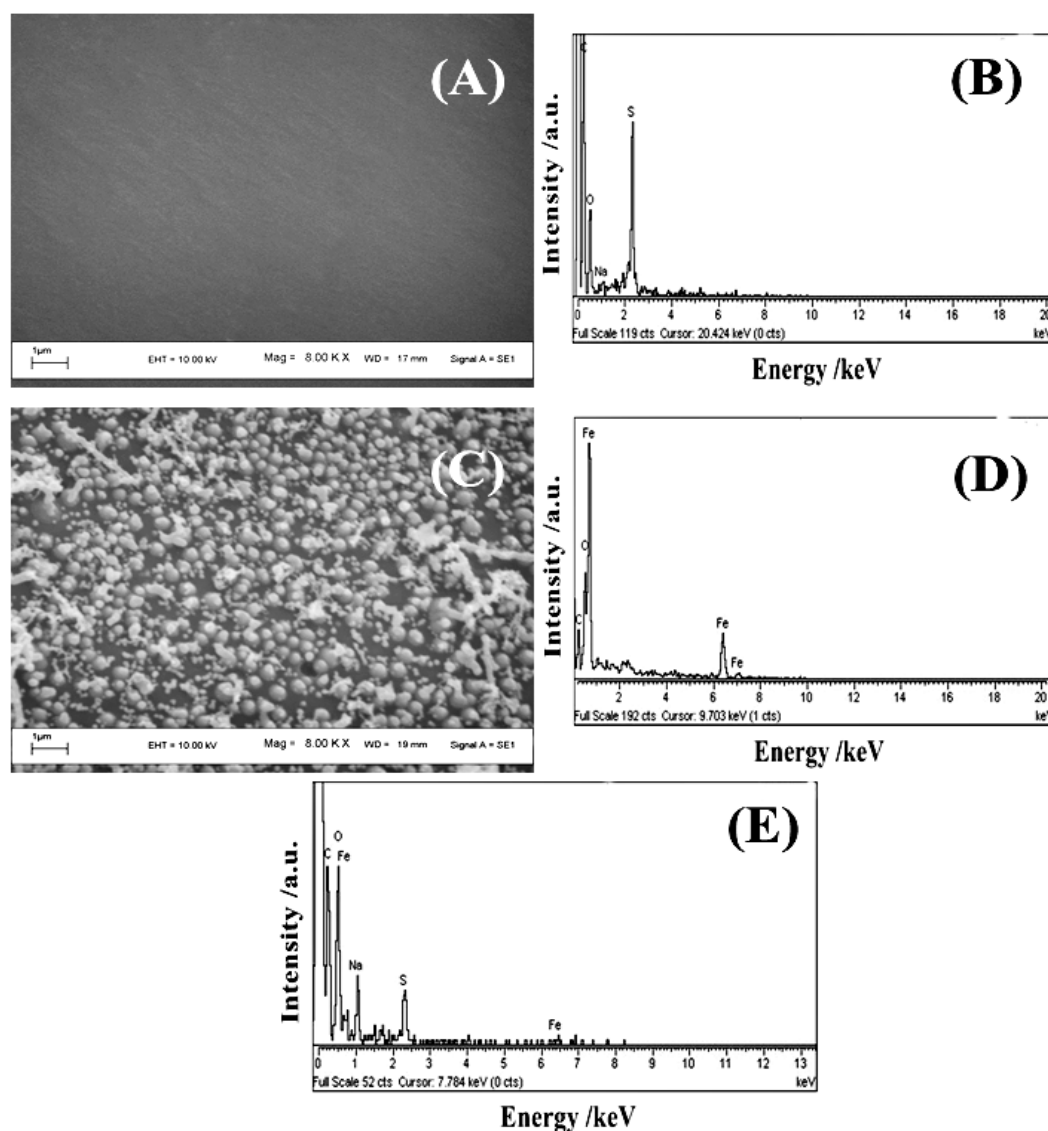 (A)
1µm
EHT = 10.00 kV Mag = 8.00 K X WD = 17 mm Signal A = SE1
(B)
Intensity /a.u.
C
O
Na
S
0 2 4 6 8 10 12 14 16 18 20
Full Scale 119 cts Cursor: 20.424 keV (0 cts) keV
Energy /keV
(C)
1µm
EHT = 10.00 kV Mag = 8.00 K X WD = 19 mm Signal A = SE1
(D)
Intensity /a.u.
Fe
O
C
Fe
Fe
2 4 6 8 10 12 14 16 18 20
Full Scale 192 cts Cursor: 9.703 keV (1 cts) keV
Energy /keV
(E)
Intensity /a.u.
O
C Fe
Na
S
Fe
0 1 2 3 4 5 6 7 8 9 10 11 12 13
Full Scale 52 cts Cursor: 7.784 keV (0 cts) keV
Energy /keV